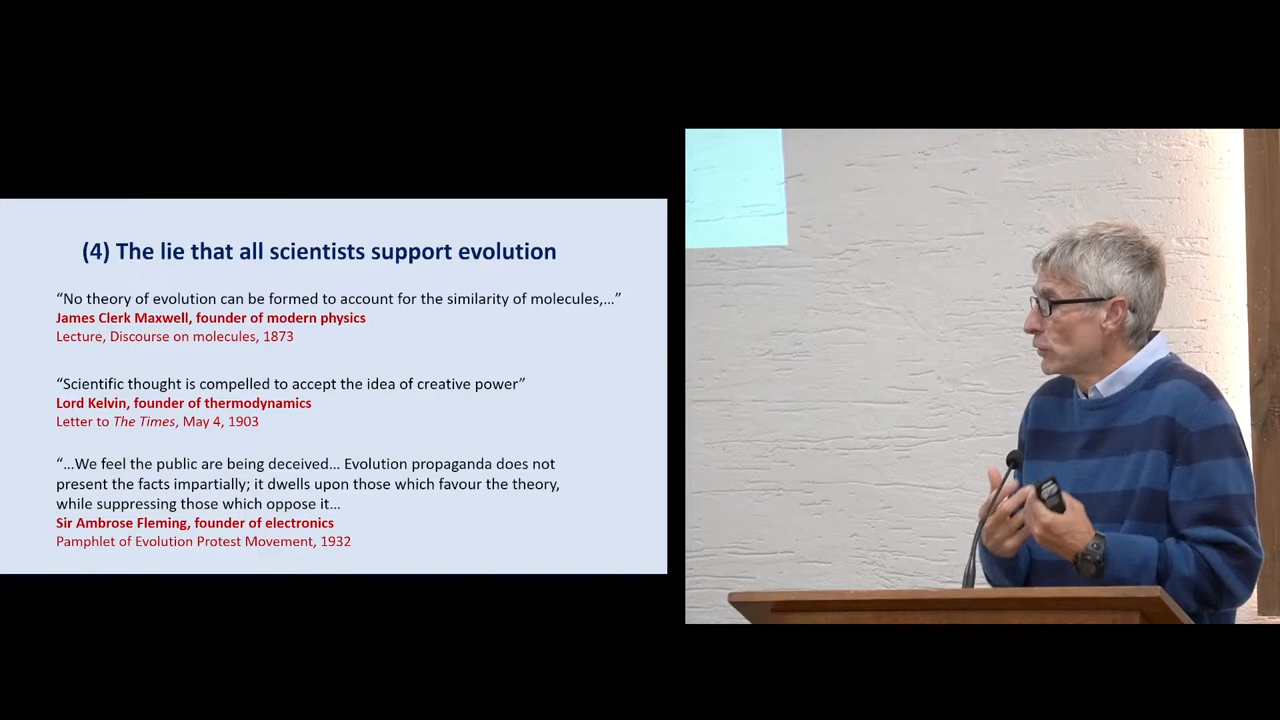 (4) The lie that all scientists support evolution
“No theory of evolution can be formed to account for the similarity of molecules,...”
James Clerk Maxwell, founder of modern physics
Lecture, Discourse on molecules, 1873
“Scientific thought is compelled to accept the idea of creative power”
Lord Kelvin, founder of thermodynamics
Letter to The Times, May 4, 1903
“...We feel the public are being deceived... Evolution propaganda does not
present the facts impartially; it dwells upon those which favour the theory,
while suppressing those which oppose it...
Sir Ambrose Fleming, founder of electronics
Pamphlet of Evolution Protest Movement, 1932